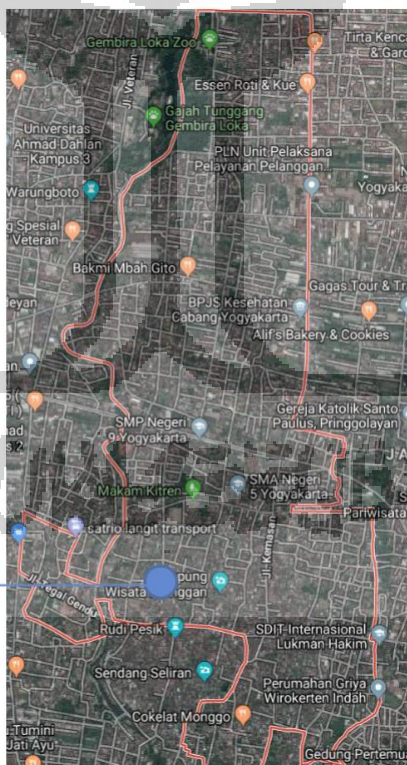 Gembira Loka Zoo
Tirta Kenc
& Gard
Jl. Veteran
Essen Roti & Kue
Gajah Tunggang
Gembira Loka
Universitas
Ahmad Dahlan
Kampus 3
PLN Unit Pelaksana
Pelayanan Pelanggan...
Warungboto
Yogyaka
g Spesial
Veteran
Bakmi Mbah Gito
Gagas Tour & Tr
BPJS Kesehatan
Cabang Yogyakarta
Alif's Bakery & Cookies
Gereja Katolik Santo
Paulus, Pringgolayan
SMP Negeri
9 Yogyakarta
SMA Negeri
5 Yogyakarta
Makam Kitren
Pariwisata
satrio langit transport
Jl. Kemasan
pung
Wisata
nggan
Jl. Tegal Gendu
Rudi Pesik
SDIT Internasional
Lukman Hakim
Sendang Seliran
Perumahan Griya
Wirokerten Indah
Cokelat Monggo
Tumini
Jati Ayu
Gedung Pertemua